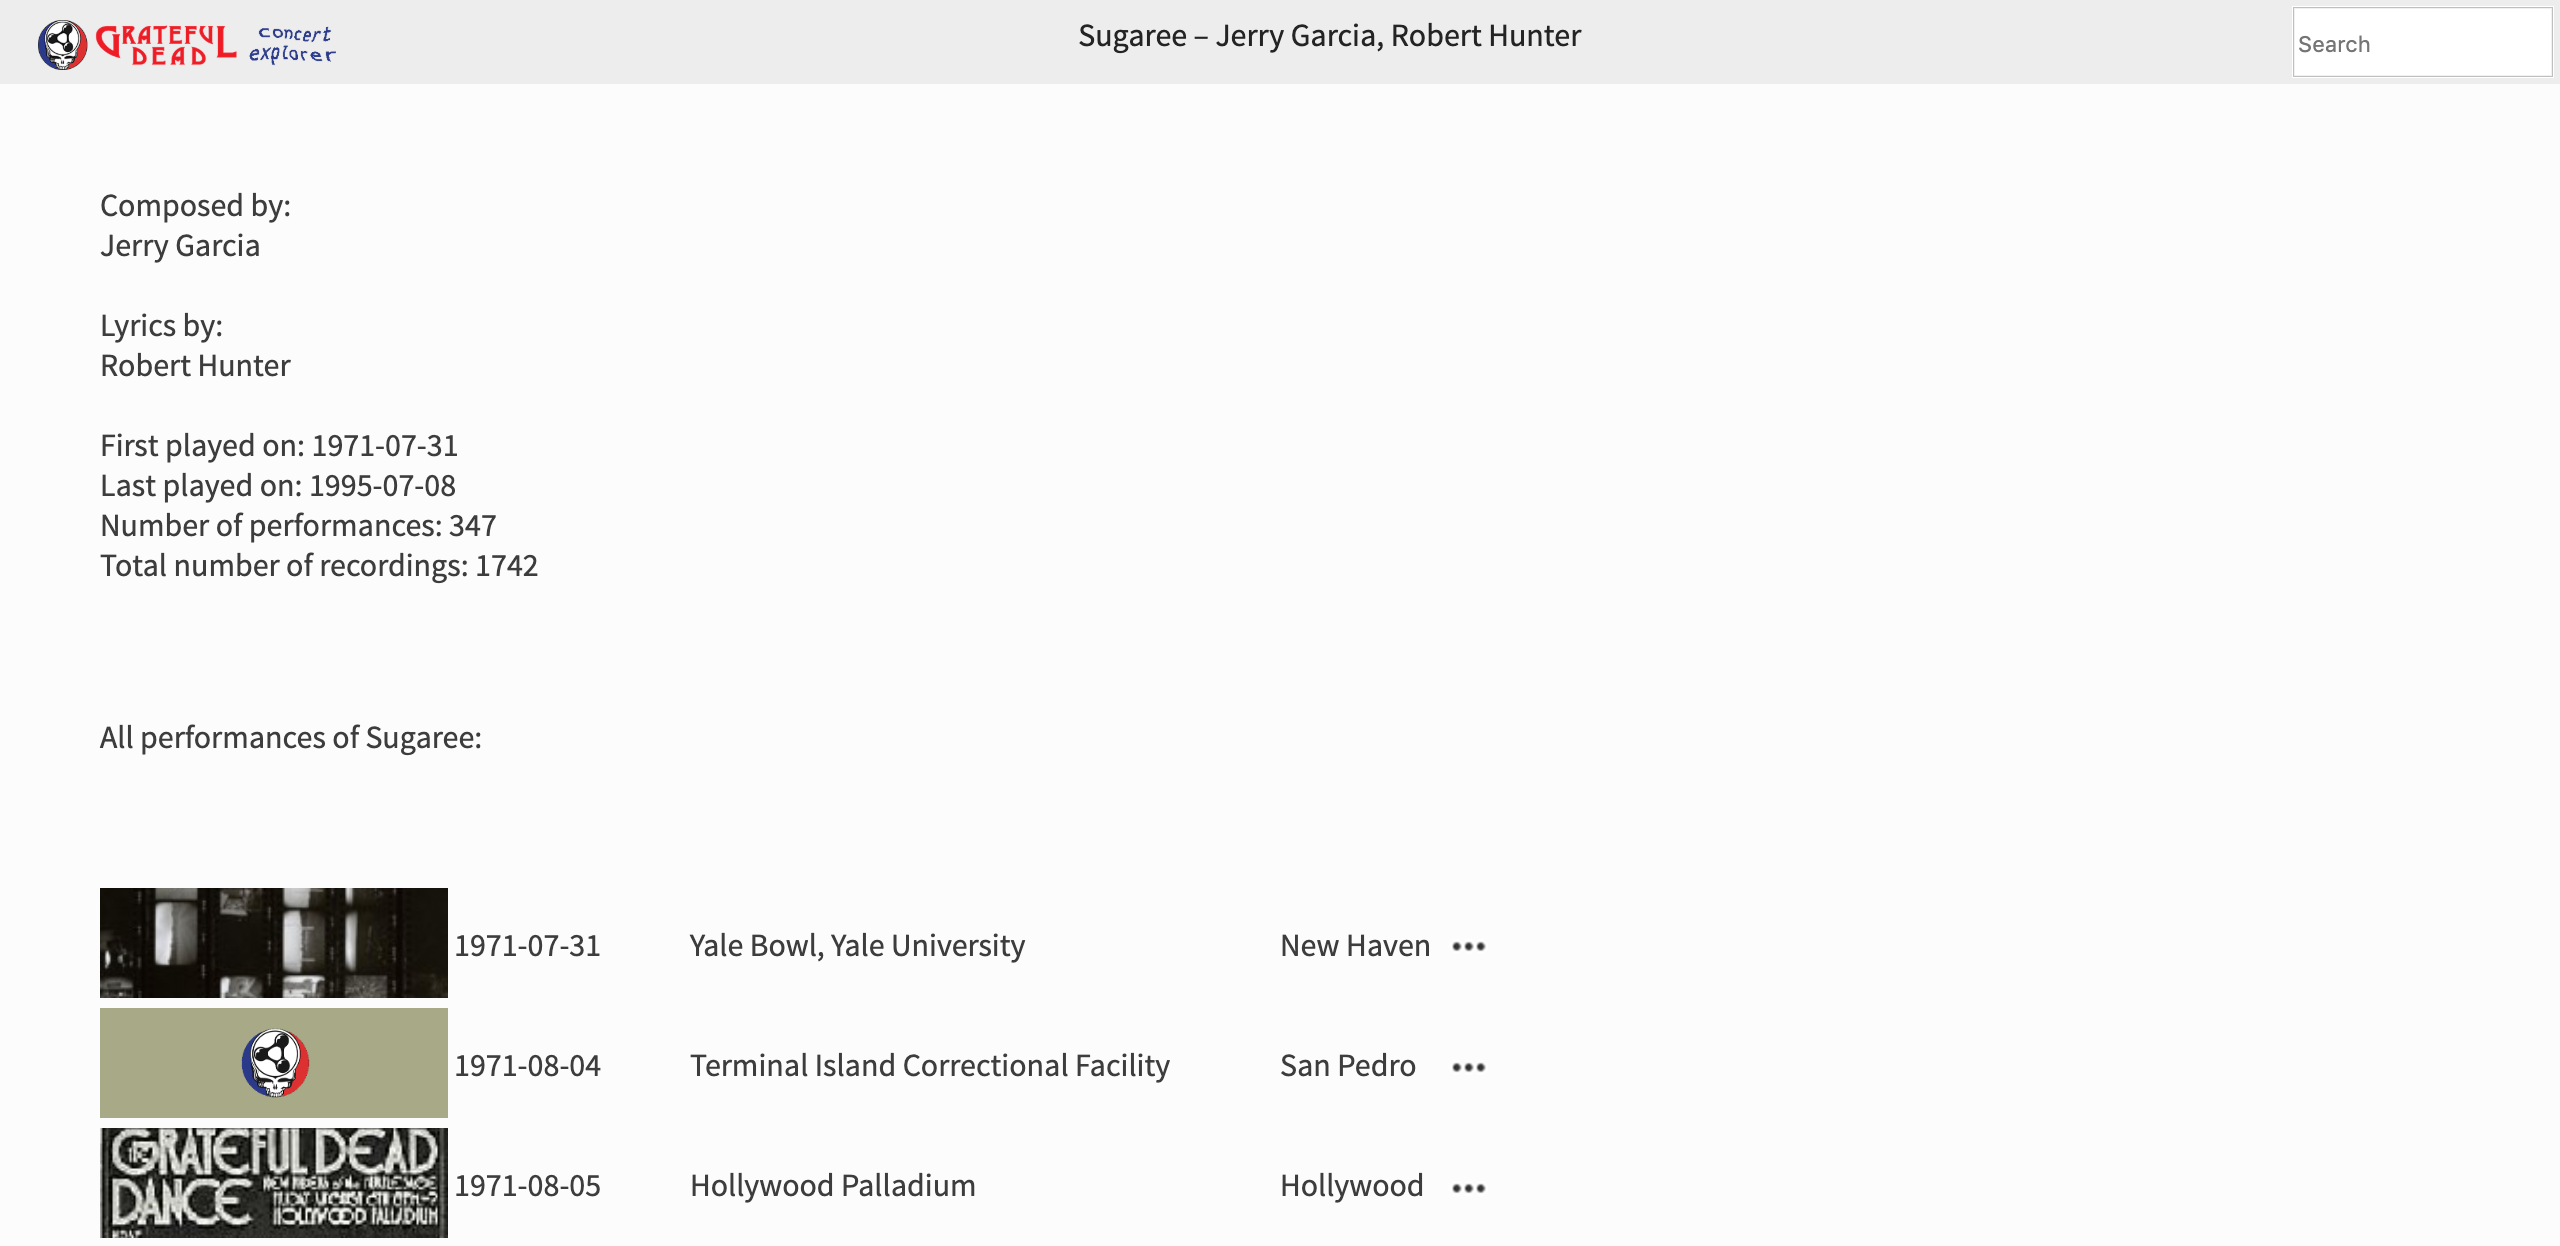 GRATEFUL DEAD concert explorer
Sugaree – Jerry Garcia, Robert Hunter
Search
Composed by:
Jerry Garcia
Lyrics by:
Robert Hunter
First played on: 1971-07-31
Last played on: 1995-07-08
Number of performances: 347
Total number of recordings: 1742
All performances of Sugaree:
1971-07-31 Yale Bowl, Yale University New Haven •••
1971-08-04 Terminal Island Correctional Facility San Pedro •••
GRATEFUL DEAD
DANCE
HOLLYWOOD PALLADIUM
1971-08-05 Hollywood Palladium Hollywood •••